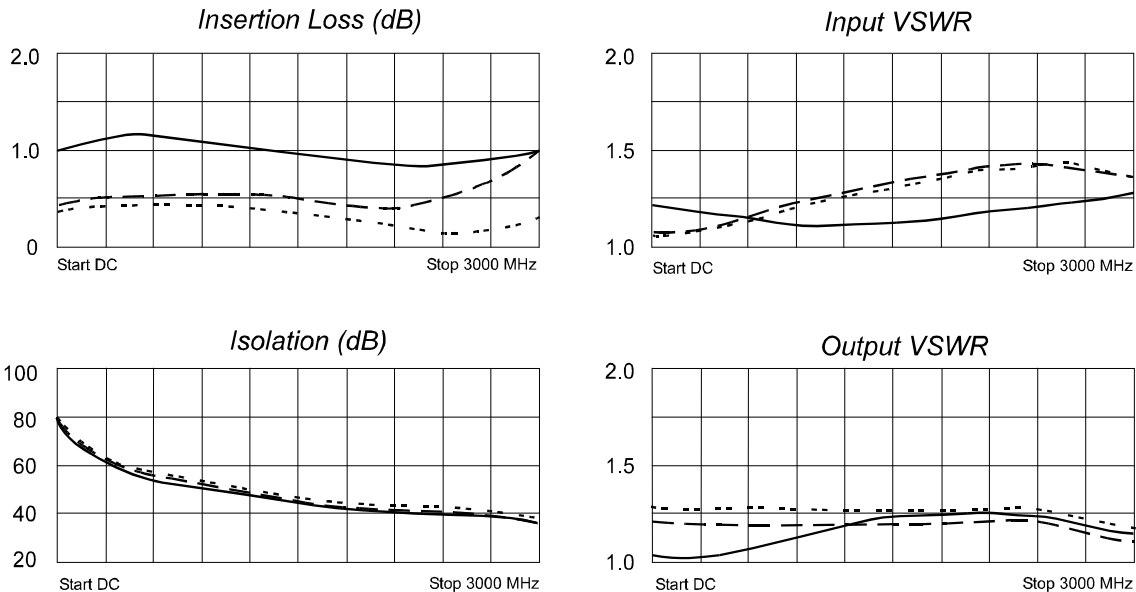 Insertion Loss (dB)
2.0
1.0
0
Start DC
Stop 3000 MHz
Input VSWR
2.0
1.5
1.0
Start DC
Stop 3000 MHz
Isolation (dB)
100
80
60
40
20
Start DC
Stop 3000 MHz
Output VSWR
2.0
1.5
1.0
Start DC
Stop 3000 MHz